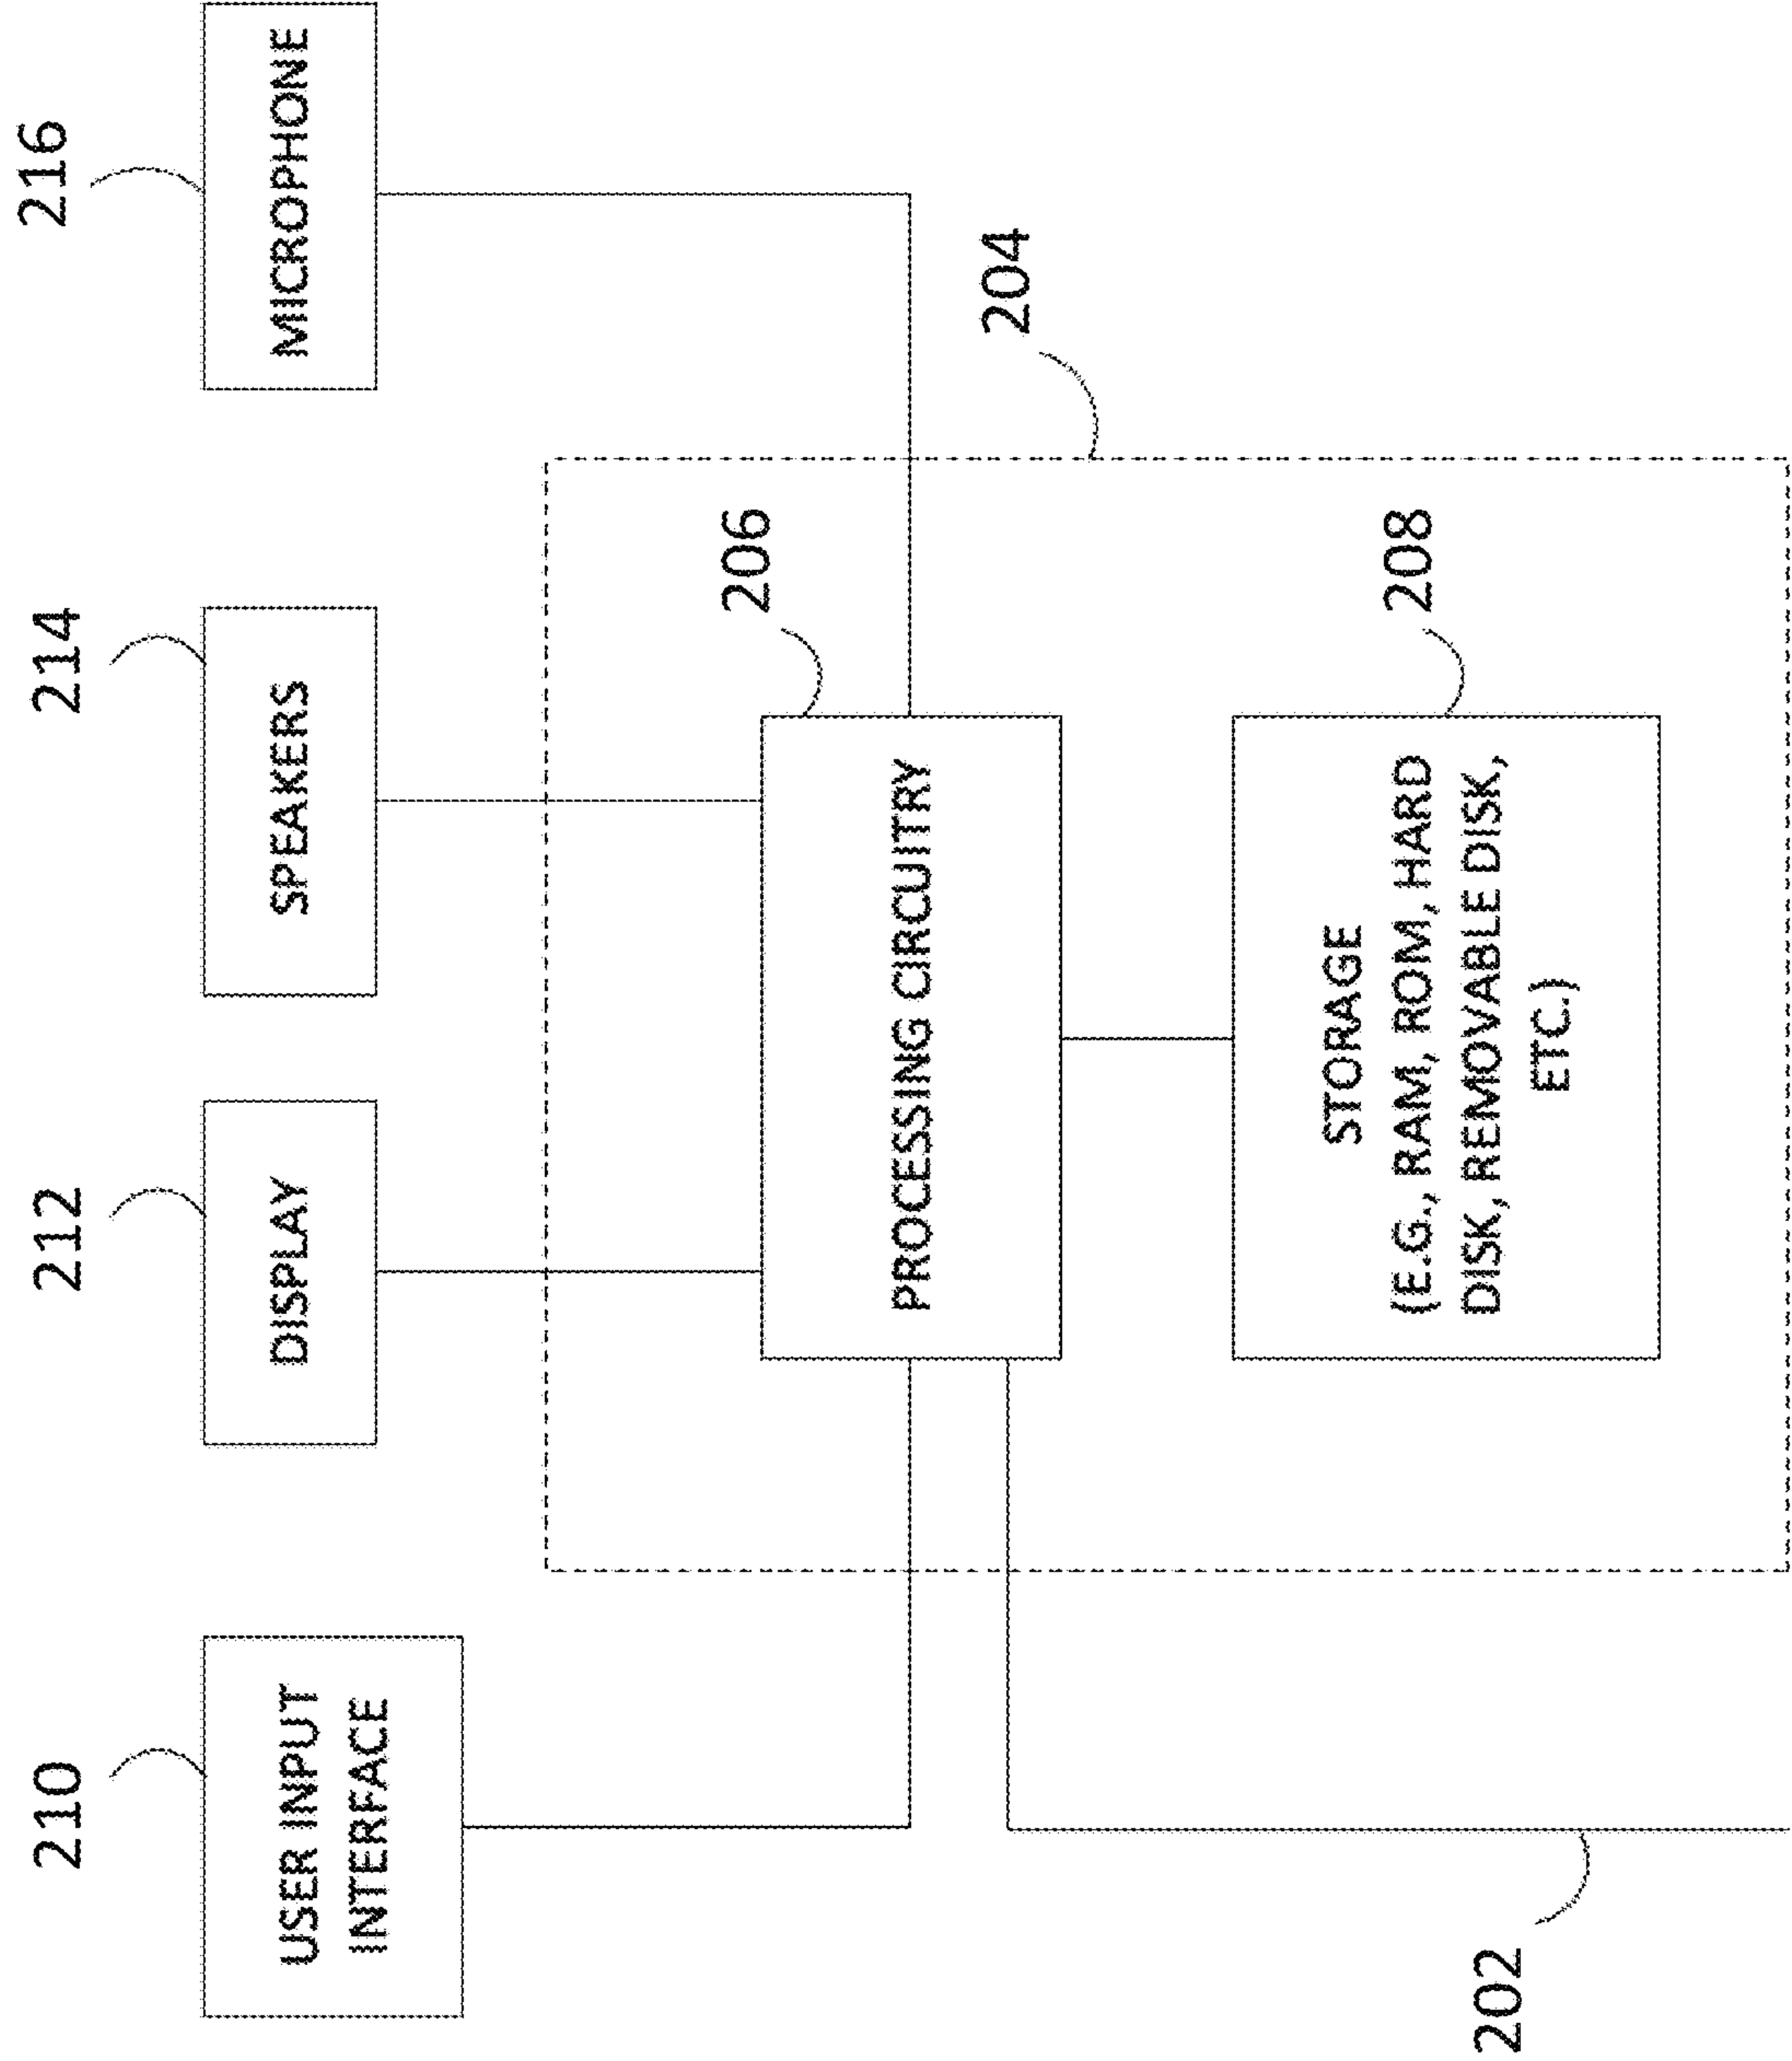 210
212
214
216
USER INPUT
INTERFACE
DISPLAY
SPEAKERS
MICROPHONE
204
206
PROCESSING CIRCUITRY
208
STORAGE
(E.G., RAM, ROM, HARD
DISK, REMOVABLE DISK,
ETC.)
202